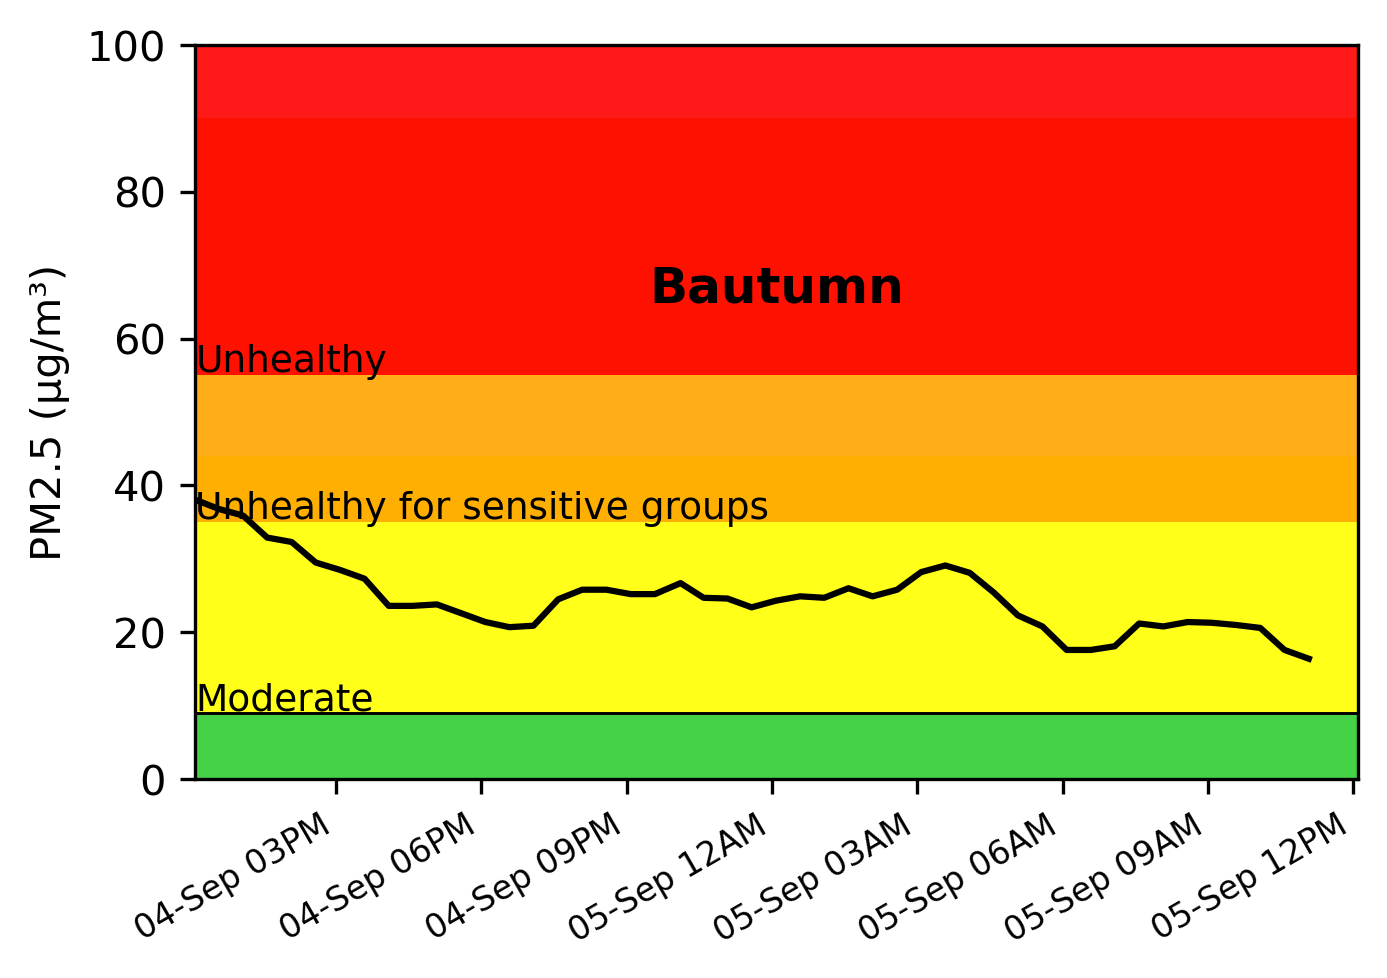 100
80
60
40
20
0
PM2.5 (µg/m³)
Bautumn
Unhealthy
Unhealthy for sensitive groups
Moderate
04-Sep 03PM
04-Sep 06PM
04-Sep 09PM
05-Sep 12AM
05-Sep 03AM
05-Sep 06AM
05-Sep 09AM
05-Sep 12PM